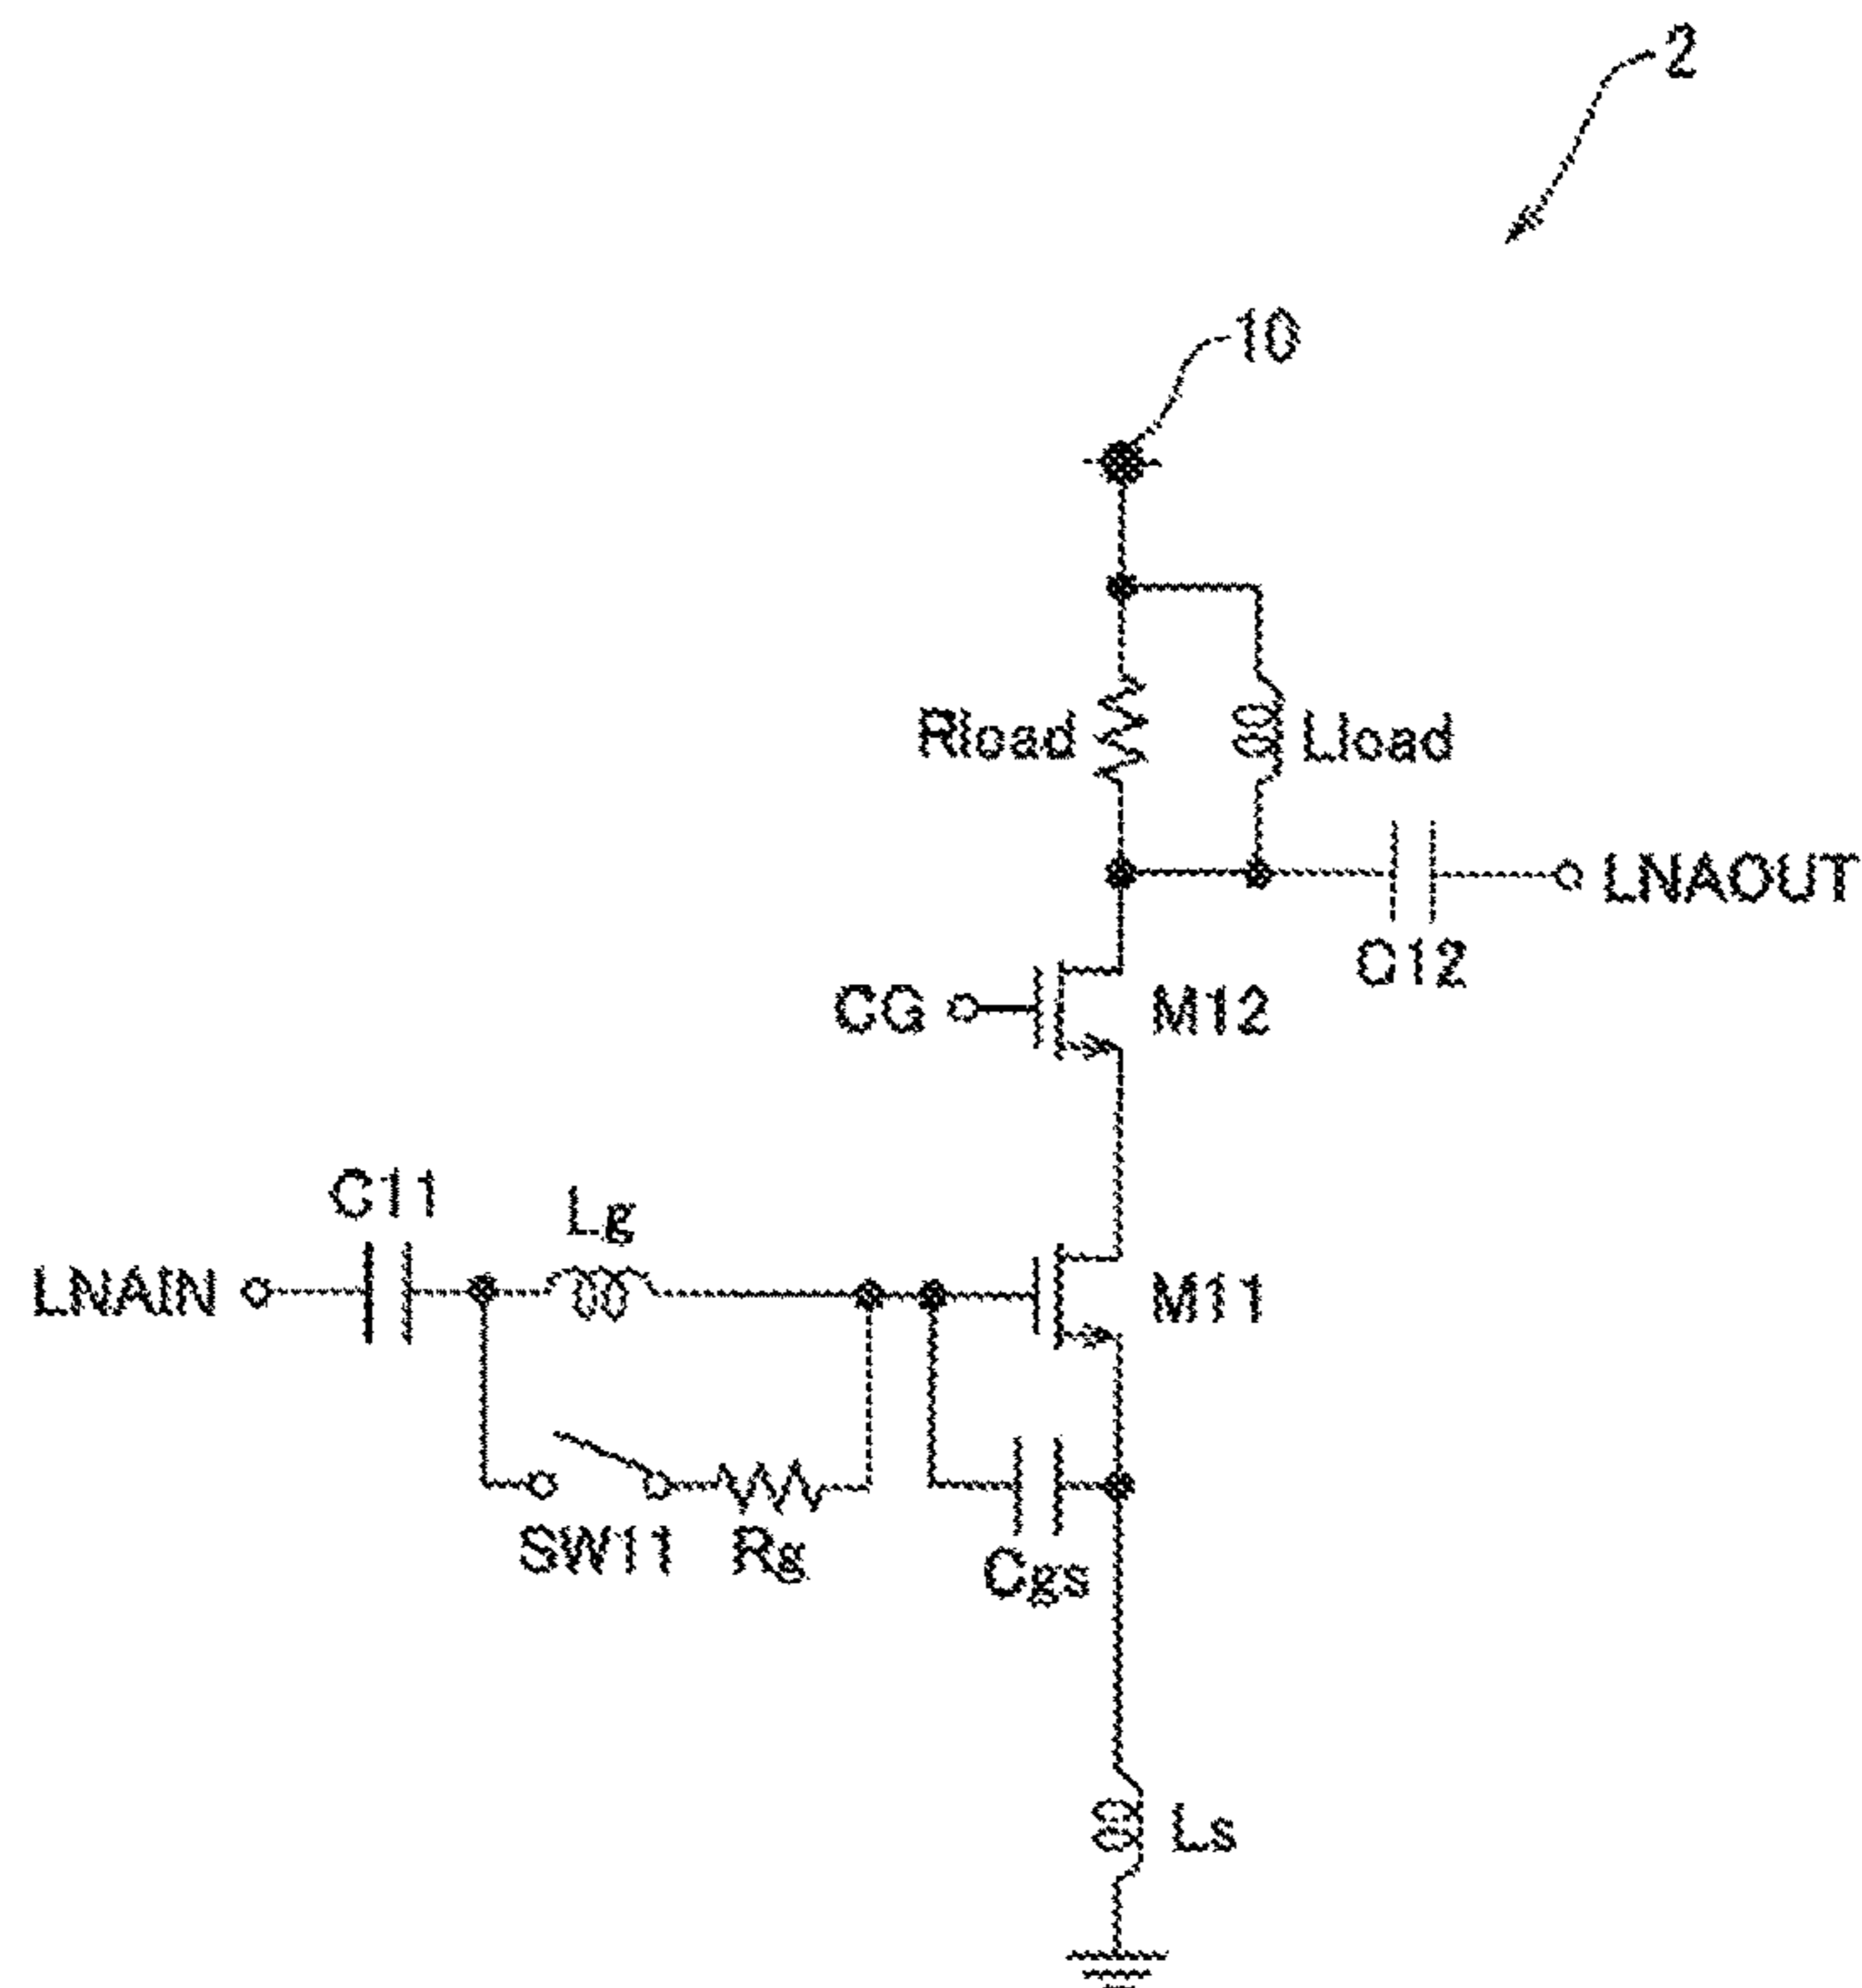 2
10
Rload
Lload
LNAOUT
C12
CG
M12
C11
Lg
LNAIN
M11
SW11
Rg
Cgs
Ls